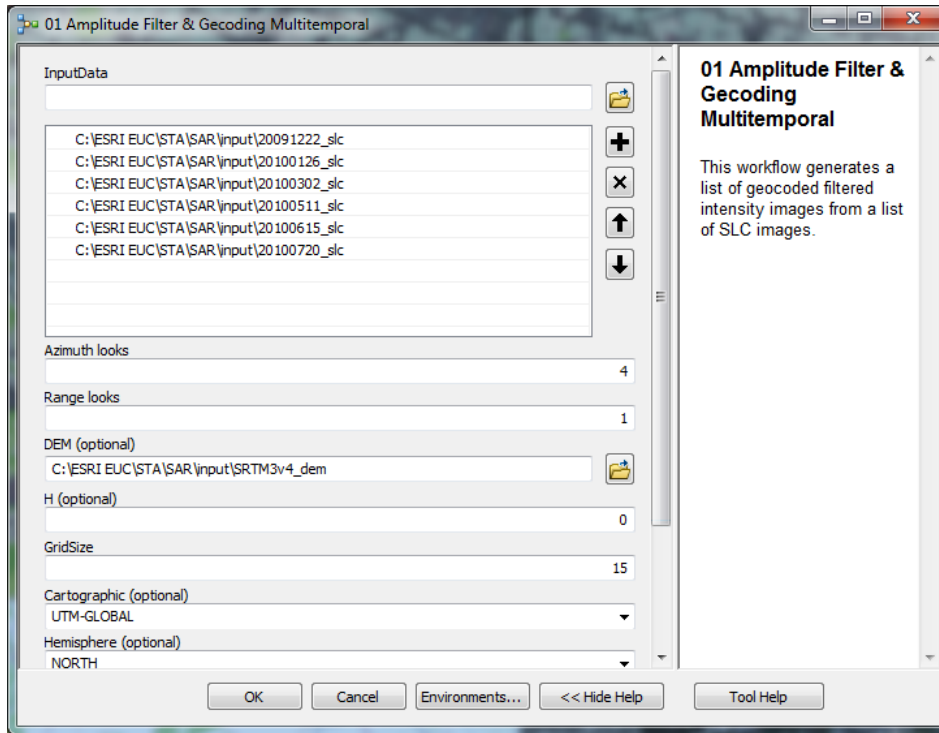 01 Amplitude Filter & Gecoding Multitemporal
InputData
C:\ESRI EUC\STA\SAR\input\20091222_slc
C:\ESRI EUC\STA\SAR\input\20100126_slc
C:\ESRI EUC\STA\SAR\input\20100302_slc
C:\ESRI EUC\STA\SAR\input\20100511_slc
C:\ESRI EUC\STA\SAR\input\20100615_slc
C:\ESRI EUC\STA\SAR\input\20100720_slc
Azimuth looks
4
Range looks
1
DEM (optional)
C:\ESRI EUC\STA\SAR\input\SRTM3v4_dem
H (optional)
0
GridSize
15
Cartographic (optional)
UTM-GLOBAL
Hemisphere (optional)
NORTH
01 Amplitude Filter &
Gecoding
Multitemporal
This workflow generates a
list of geocoded filtered
intensity images from a list
of SLC images.
OK
Cancel
Environments...
<< Hide Help
Tool Help